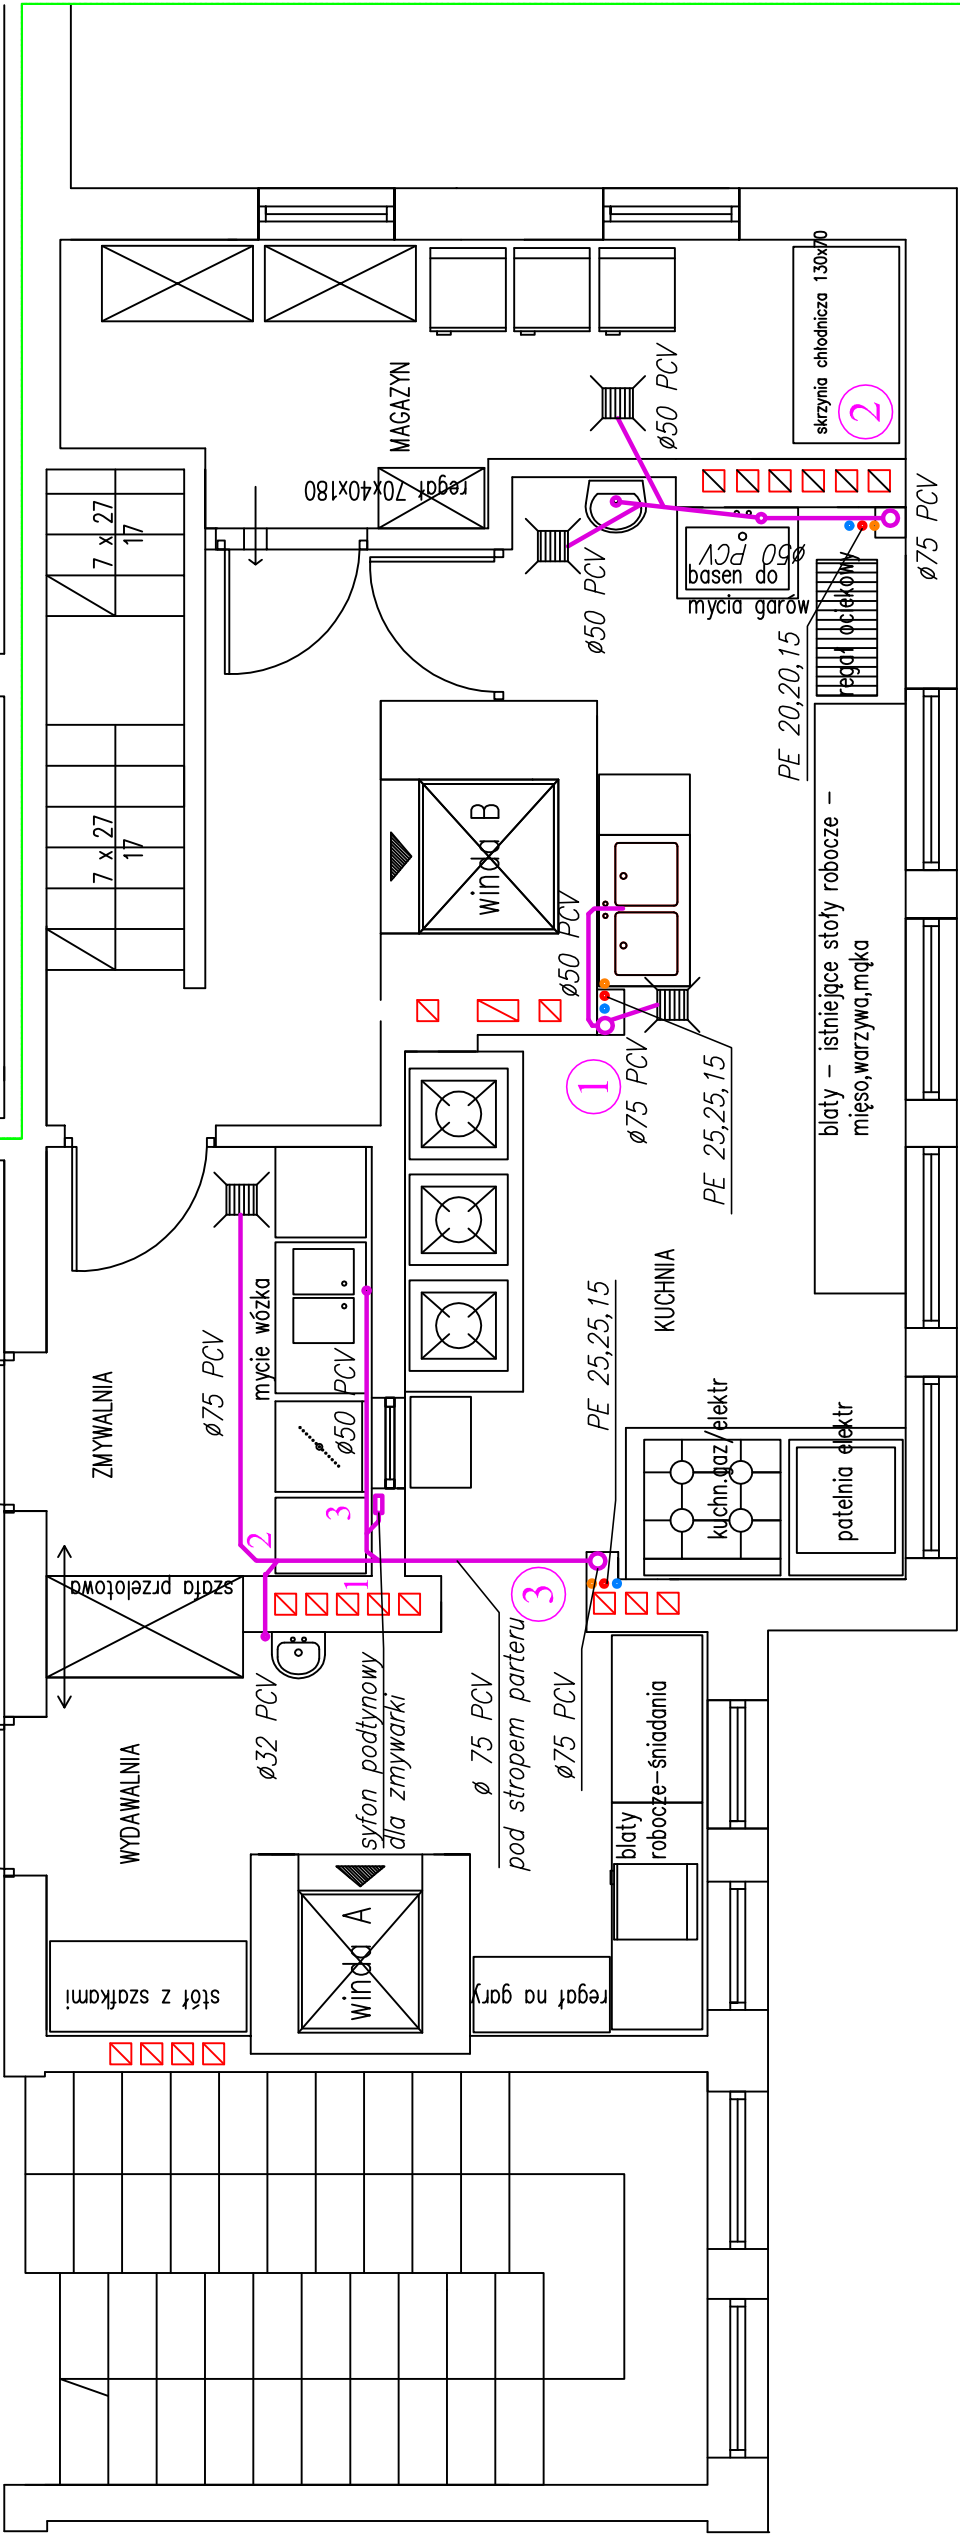 7 x 27
17
7 x 27
17
MAGAZYN
regał 70x40x180
skrzynia chłodnicza 130x70
2
ø50 PCV
ø50 PCV
ø50 PCV
ø75 PCV
basen do
mycia garów
regał ociekowy
PE 20,20,15
winda B
ø50 PCV
1
ø75 PCV
PE 25,25,15
blaty - istniejące stoły robocze -
mięso,warzywa,mąka
KUCHNIA
PE 25,25,15
kuchn.gaz/elektr
patelnia elektr
ZMYWALNIA
ø75 PCV
mycie wózka
ø50 PCV
2
3
1
3
szafa przelotowa
ø32 PCV
syfon podtynowy
dla zmywarki
ø 75 PCV
pod stropem parteru
ø75 PCV
WYDAWALNIA
blaty
robocze-śniadania
winda A
stół z szafkami
regał na gary